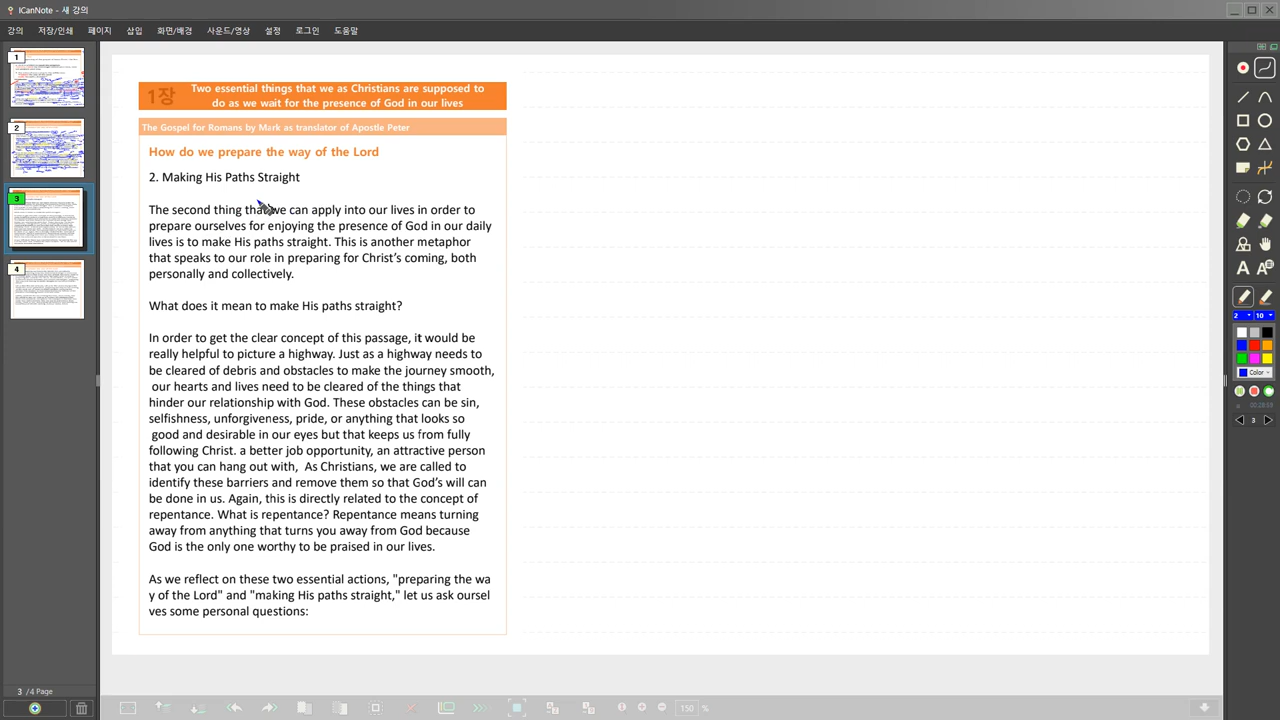 ICanNote - 새 강의
강의 저장/인쇄 페이지 삽입 화면/배경 사운드/영상 설정 로그인 도움말
1
2
3
4
1장
Two essential things that we as Christians are supposed to
do as we wait for the presence of God in our lives
The Gospel for Romans by Mark as translator of Apostle Peter
How do we prepare the way of the Lord
2. Making His Paths Straight
The second thing that we can apply into our lives in order to
prepare ourselves for enjoying the presence of God in our daily
lives is to make His paths straight. This is another metaphor
that speaks to our role in preparing for Christ's coming, both
personally and collectively.
What does it mean to make His paths straight?
In order to get the clear concept of this passage, it would be
really helpful to picture a highway. Just as a highway needs to
be cleared of debris and obstacles to make the journey smooth,
our hearts and lives need to be cleared of the things that
hinder our relationship with God. These obstacles can be sin,
selfishness, unforgiveness, pride, or anything that looks so
good and desirable in our eyes but that keeps us from fully
following Christ. a better job opportunity, an attractive person
that you can hang out with,  As Christians, we are called to
identify these barriers and remove them so that God's will can
be done in us. Again, this is directly related to the concept of
repentance. What is repentance? Repentance means turning
away from anything that turns you away from God because
God is the only one worthy to be praised in our lives.
As we reflect on these two essential actions, "preparing the wa
y of the Lord" and "making His paths straight," let us ask oursel
ves some personal questions:
2 10
Color
3
3 /4 Page
150 %